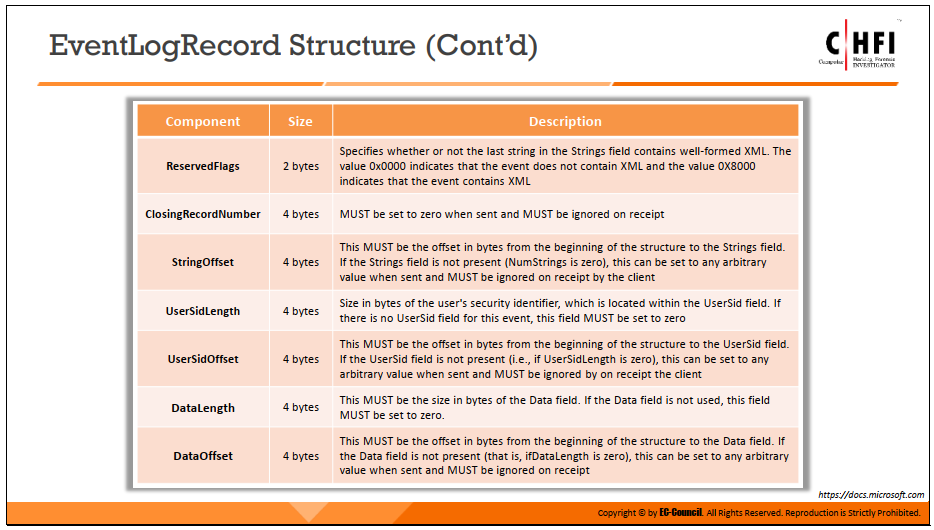 EventLogRecord Structure (Cont'd)
C HFI
Computer Hacking Forensic
INVESTIGATOR
Component Size Description
ReservedFlags 2 bytes Specifies whether or not the last string in the Strings field contains well-formed XML. The
value 0x0000 indicates that the event does not contain XML and the value 0X8000
indicates that the event contains XML
ClosingRecordNumber 4 bytes MUST be set to zero when sent and MUST be ignored on receipt
StringOffset 4 bytes This MUST be the offset in bytes from the beginning of the structure to the Strings field.
If the Strings field is not present (NumStrings is zero), this can be set to any arbitrary
value when sent and MUST be ignored on receipt by the client
UserSidLength 4 bytes Size in bytes of the user's security identifier, which is located within the UserSid field. If
there is no UserSid field for this event, this field MUST be set to zero
UserSidOffset 4 bytes This MUST be the offset in bytes from the beginning of the structure to the UserSid field.
If the UserSid field is not present (i.e., if UserSidLength is zero), this can be set to any
arbitrary value when sent and MUST be ignored by on receipt the client
DataLength 4 bytes This MUST be the size in bytes of the Data field. If the Data field is not used, this field
MUST be set to zero.
DataOffset 4 bytes This MUST be the offset in bytes from the beginning of the structure to the Data field. If
the Data field is not present (that is, ifDataLength is zero), this can be set to any arbitrary
value when sent and MUST be ignored on receipt
https://docs.microsoft.com
Copyright © by EC-Council. All Rights Reserved. Reproduction is Strictly Prohibited.